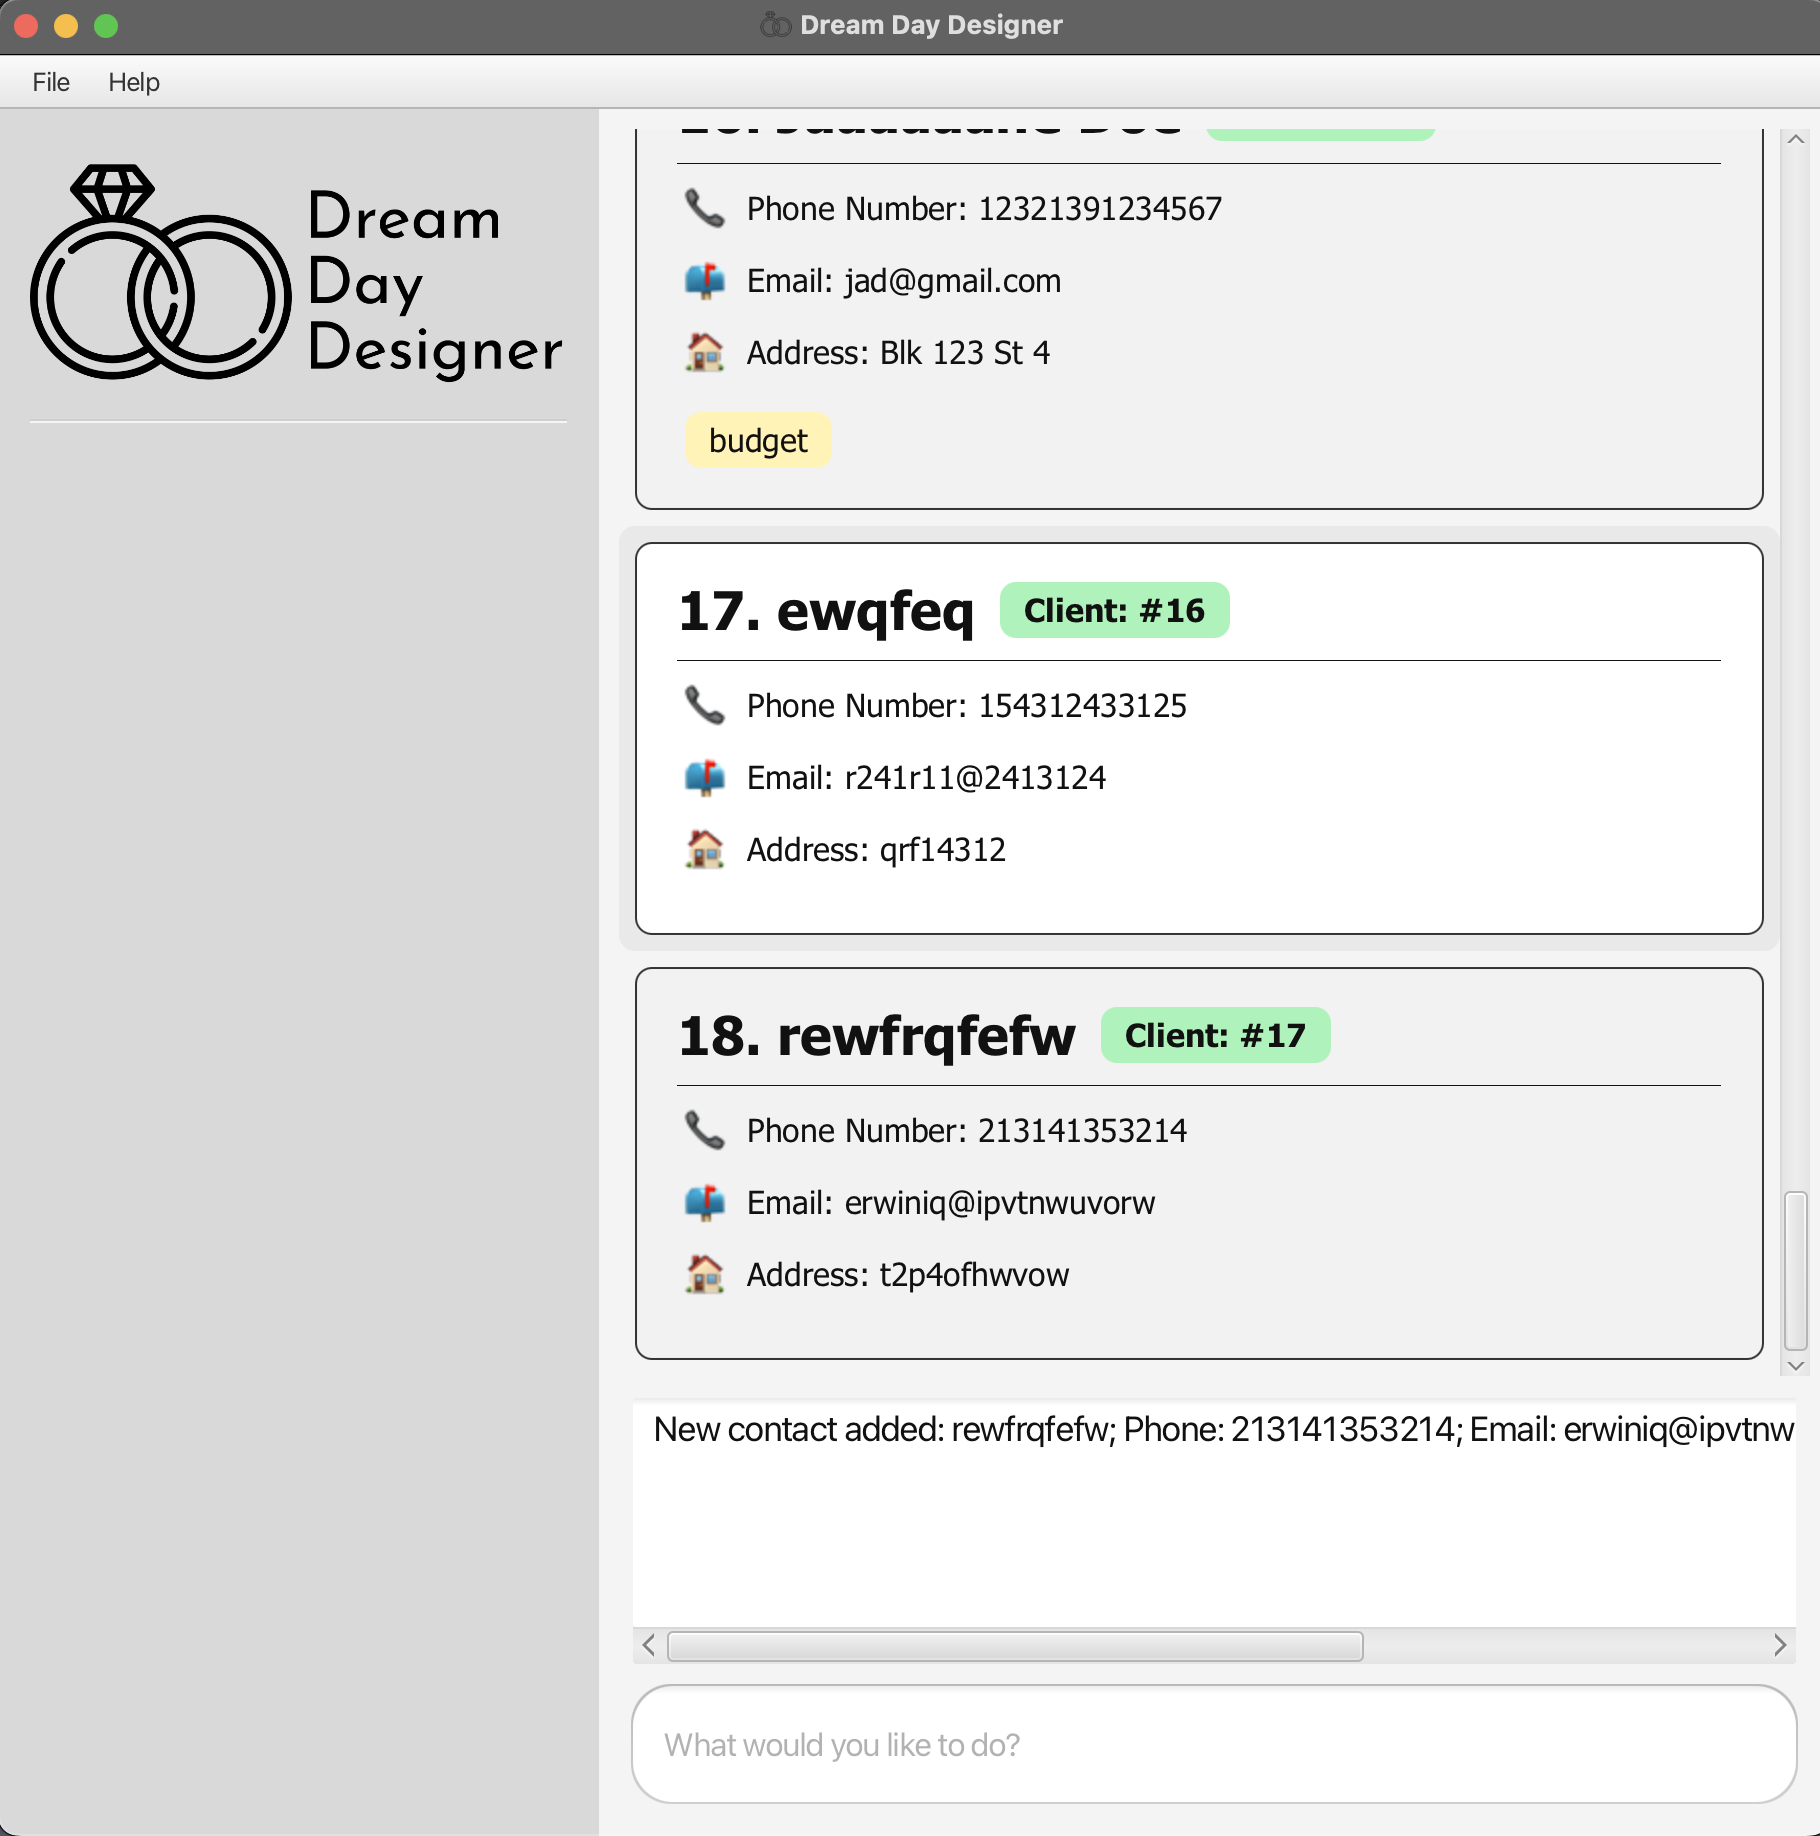 Dream Day Designer
File Help
Dream
Day
Designer
Phone Number: 12321391234567
Email: jad@gmail.com
Address: Blk 123 St 4
budget
17. ewqfeq Client: #16
Phone Number: 154312433125
Email: r241r11@2413124
Address: qrf14312
18. rewfrqfefw Client: #17
Phone Number: 213141353214
Email: erwiniq@ipvtnwuvorw
Address: t2p4ofhwvow
New contact added: rewfrqfefw; Phone: 213141353214; Email: erwiniq@ipvtnw
What would you like to do?